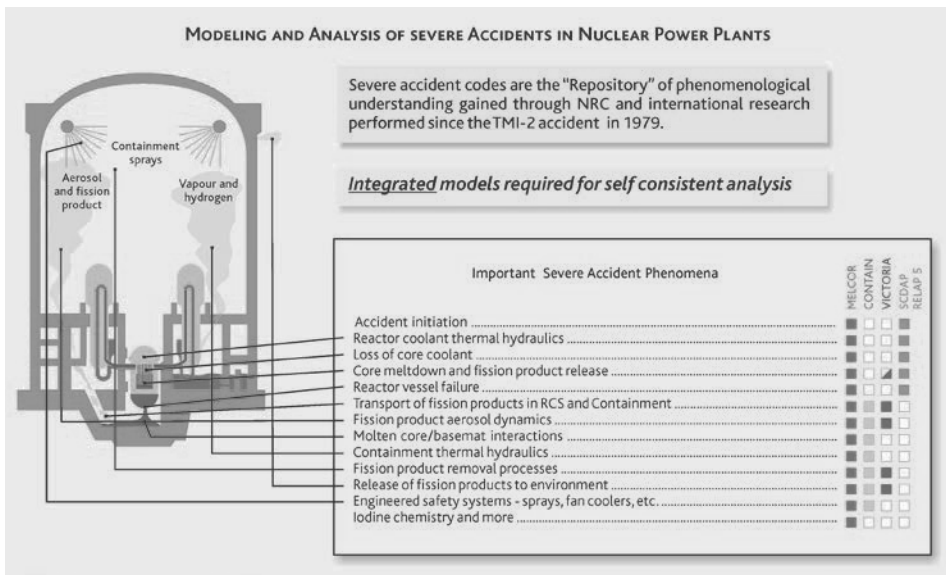 MODELING AND ANALYSIS OF SEVERE ACCIDENTS IN NUCLEAR POWER PLANTS
Severe accident codes are the “Repository” of phenomenological
understanding gained through NRC and international research
performed since the TMI-2 accident in 1979.
Integrated models required for self consistent analysis
Containment
sprays
Aerosol
and fission
product
Vapour and
hydrogen
Important Severe Accident Phenomena
MELCOR
CONTAIN
VICTORIA
SCDAP
RELAP 5
Accident initiation
Reactor coolant thermal hydraulics
Loss of core coolant
Core meltdown and fission product release
Reactor vessel failure
Transport of fission products in RCS and Containment
Fission product aerosol dynamics
Molten core/basemat interactions
Containment thermal hydraulics
Fission product removal processes
Release of fission products to environment
Engineered safety systems - sprays, fan coolers, etc.
Iodine chemistry and more